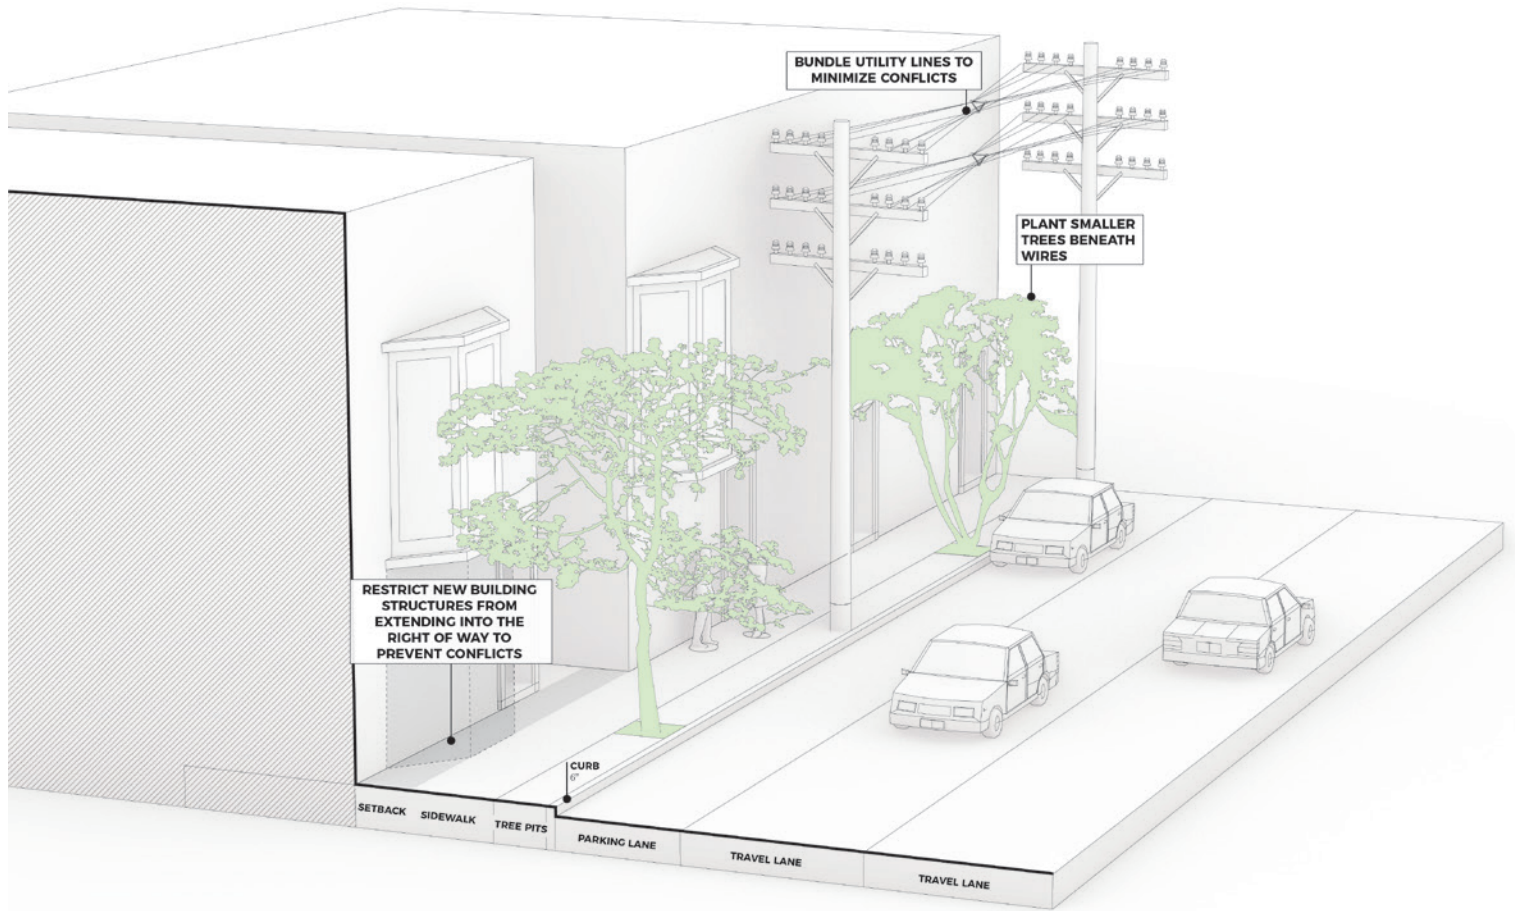 BUNDLE UTILITY LINES TO
MINIMIZE CONFLICTS
PLANT SMALLER
TREES BENEATH
WIRES
RESTRICT NEW BUILDING
STRUCTURES FROM
EXTENDING INTO THE
RIGHT OF WAY TO
PREVENT CONFLICTS
CURB
6"
SETBACK
SIDEWALK
TREE PITS
PARKING LANE
TRAVEL LANE
TRAVEL LANE